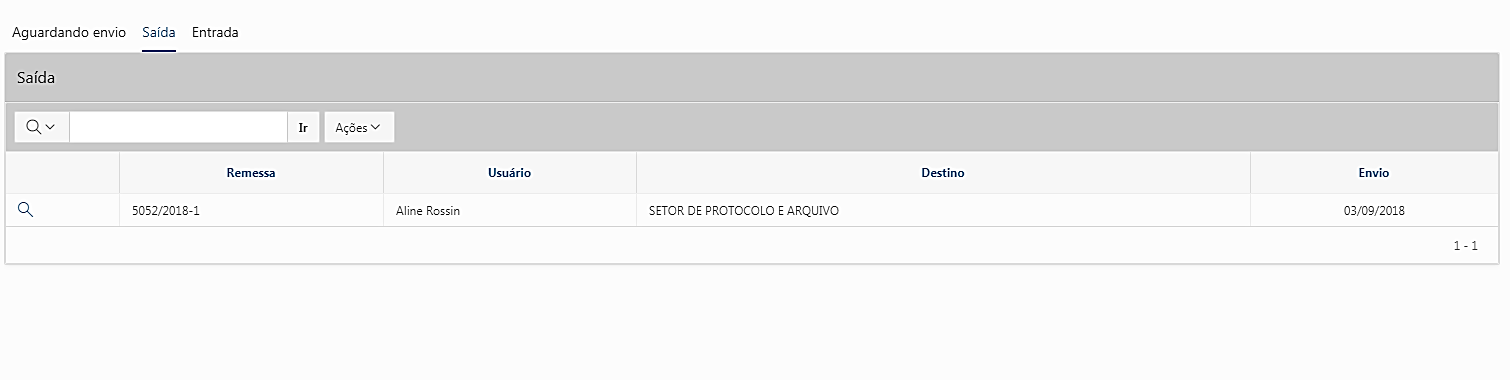 Aguardando envio Saída Entrada
Saída
Ir Ações
Remessa Usuário Destino Envio
5052/2018-1 Aline Rossin SETOR DE PROTOCOLO E ARQUIVO 03/09/2018
1 - 1